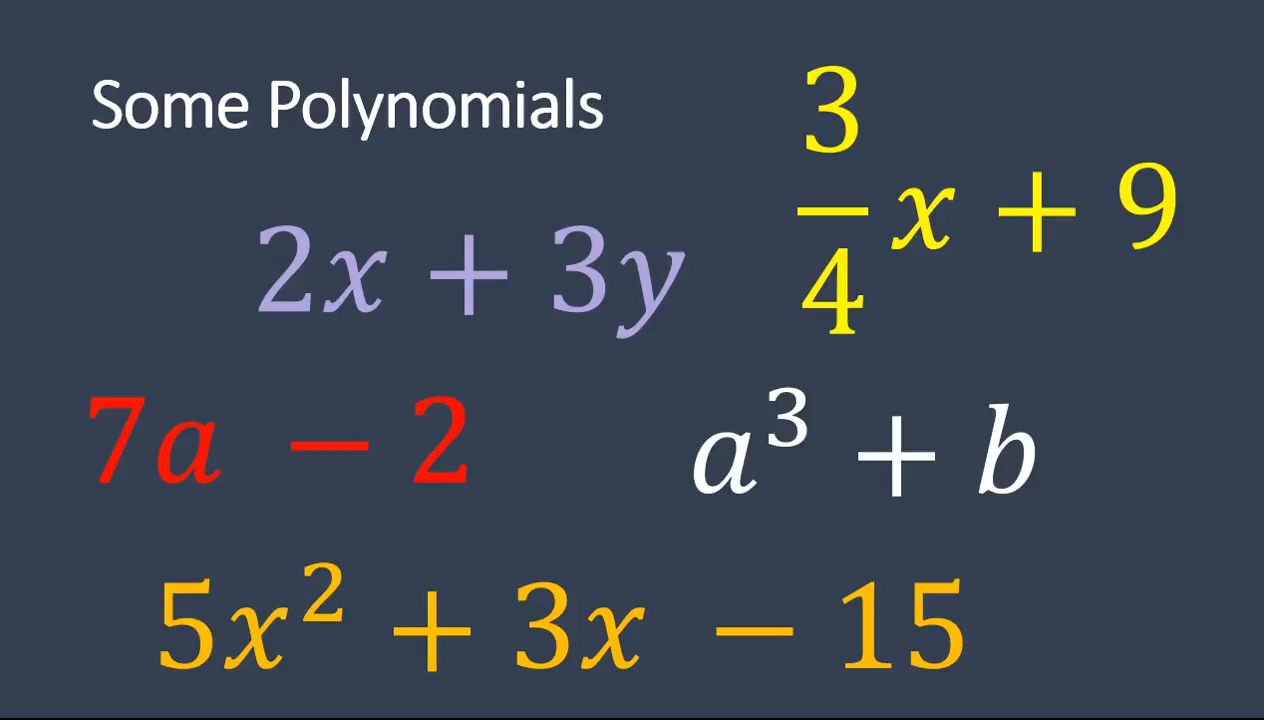 Some Polynomials
3/4 x + 9
2x + 3y
7a − 2
a³ + b
5x² + 3x − 15